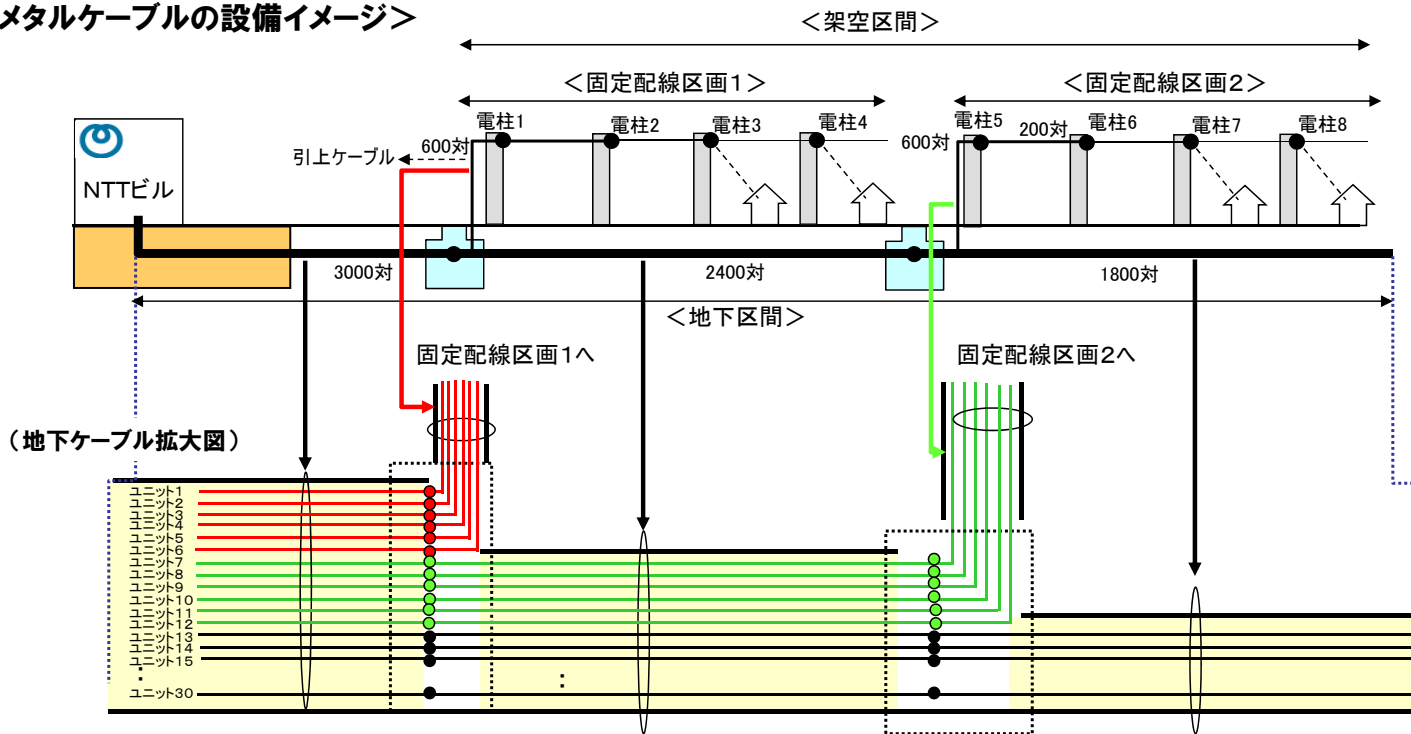 メタルケーブルの設備イメージ＞
＜架空区間＞
＜固定配線区画1＞
＜固定配線区画2＞
電柱1
電柱2
電柱3
電柱4
電柱5
電柱6
電柱7
電柱8
引上ケーブル
600対
600対
200対
NTTビル
3000対
2400対
1800対
＜地下区間＞
固定配線区画1へ
固定配線区画2へ
（地下ケーブル拡大図）
ユニット1
ユニット2
ユニット3
ユニット4
ユニット5
ユニット6
ユニット7
ユニット8
ユニット9
ユニット10
ユニット11
ユニット12
ユニット13
ユニット14
ユニット15
：
ユニット30
：